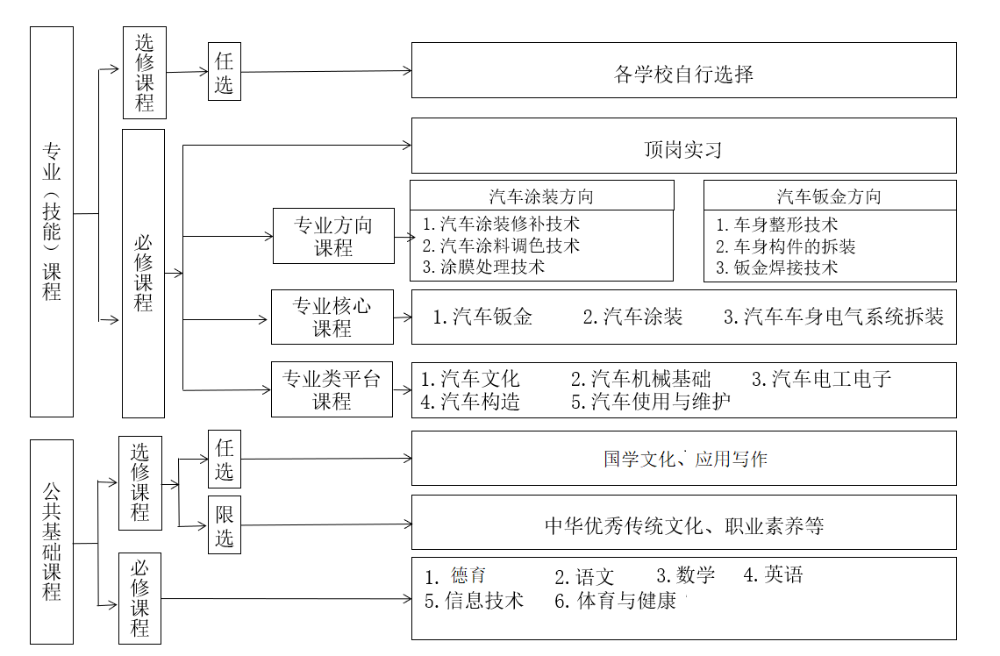 专业（技能）课程
选修课程
任选
各学校自行选择
必修课程
顶岗实习
专业方向
课程
汽车涂装方向
1.汽车涂装修补技术
2.汽车涂料调色技术
3.涂膜处理技术
汽车钣金方向
1.车身整形技术
2.车身构件的拆装
3.钣金焊接技术
专业核心
课程
1.汽车钣金 2.汽车涂装 3.汽车车身电气系统拆装
专业类平台
课程
1.汽车文化 2.汽车机械基础 3.汽车电工电子
4.汽车构造 5.汽车使用与维护
公共基础课程
选修课程
任选
国学文化、应用写作
限选
中华优秀传统文化、职业素养等
必修课程
1. 德育 2.语文 3.数学 4.英语
5.信息技术 6.体育与健康